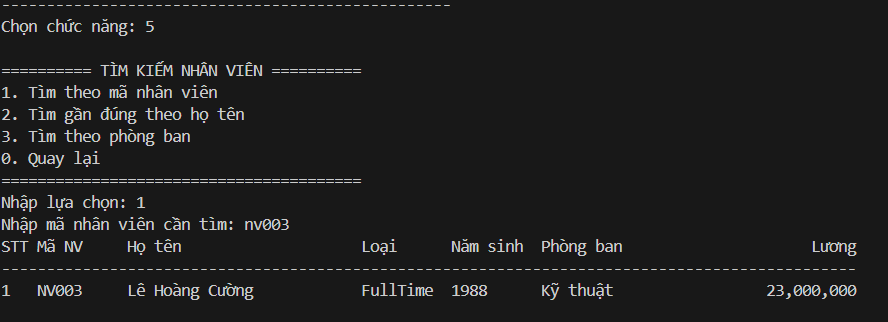 --------------------------------------------------
Chọn chức năng: 5
========== TÌM KIẾM NHÂN VIÊN ==========
1. Tìm theo mã nhân viên
2. Tìm gần đúng theo họ tên
3. Tìm theo phòng ban
0. Quay lại
========================================
Nhập lựa chọn: 1
Nhập mã nhân viên cần tìm: nv003
STT Mã NV     Họ tên                    Loại      Năm sinh  Phòng ban                     Lương
-----------------------------------------------------------------------------------------------
1   NV003     Lê Hoàng Cường            FullTime  1988      Kỹ thuật                 23,000,000